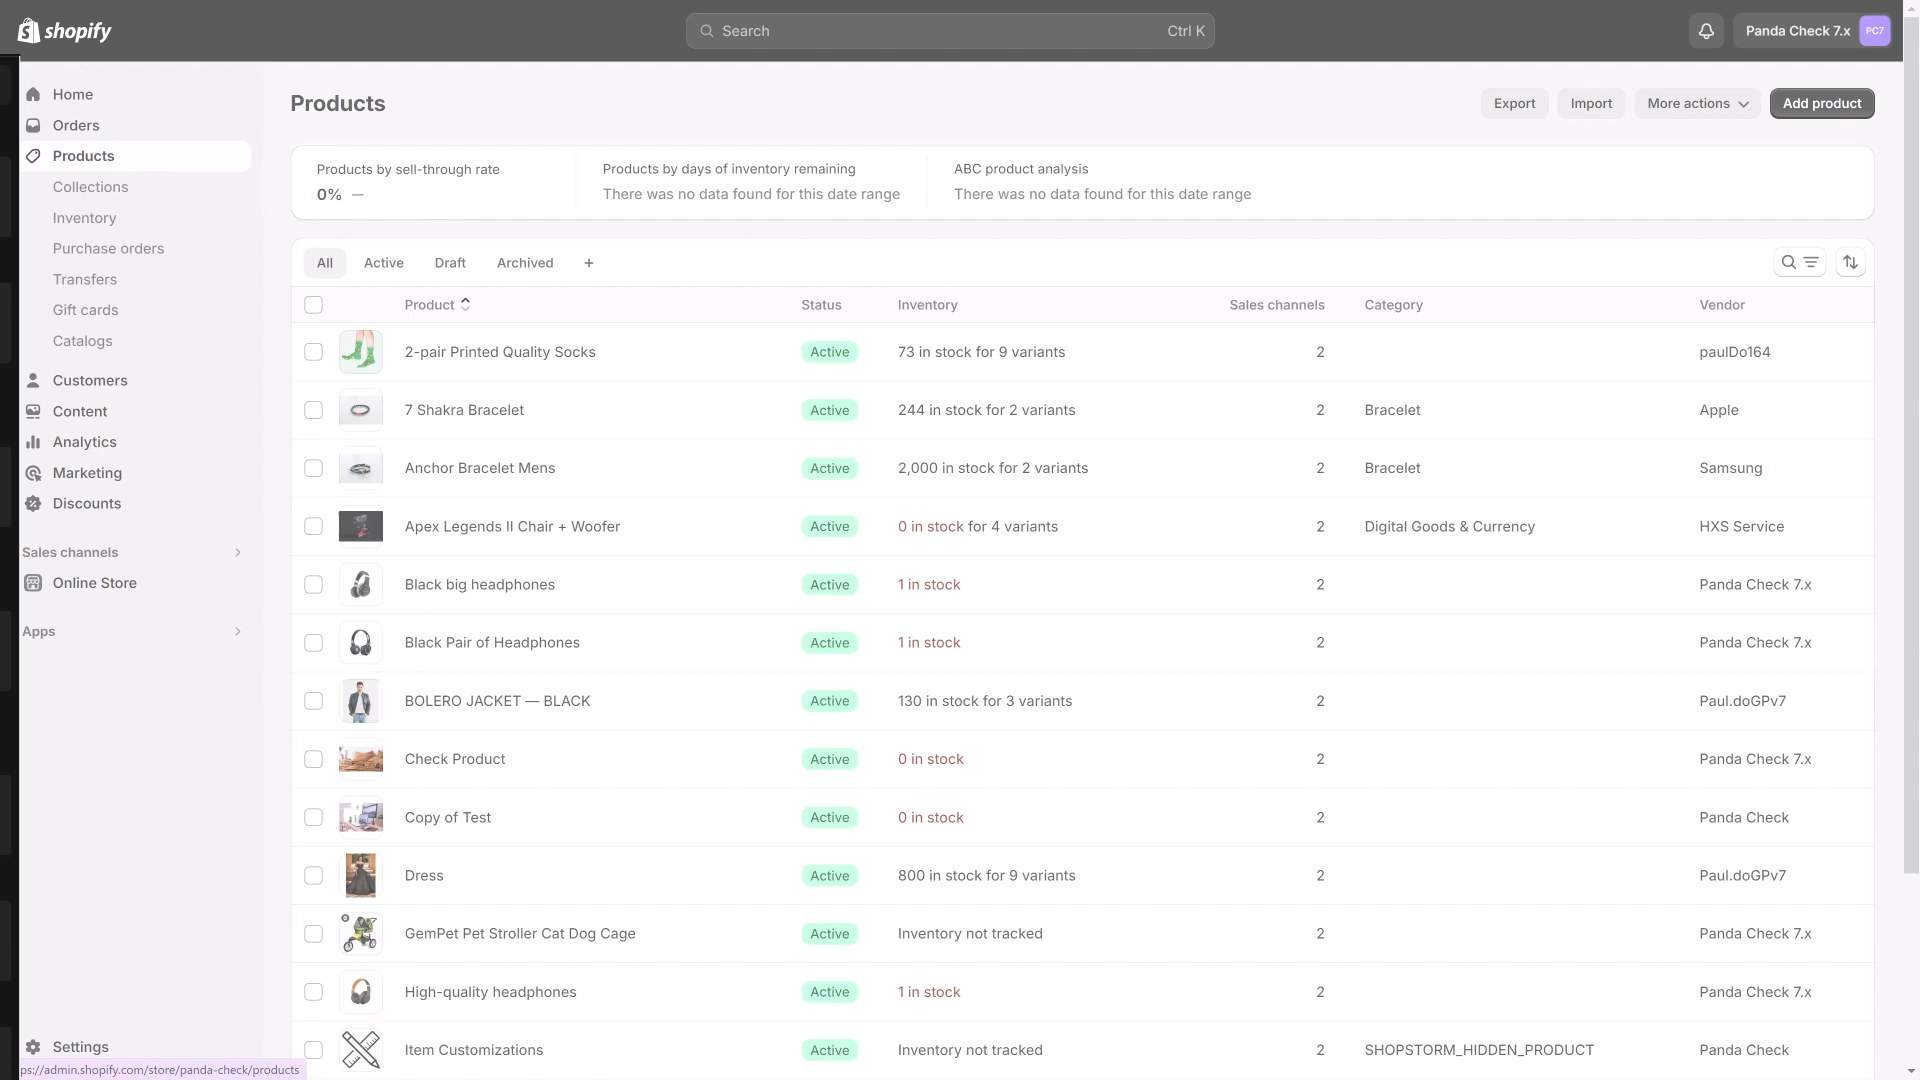 shopify
Search
Ctrl K
Panda Check 7.x
PC7
Home
Orders
Products
Collections
Inventory
Purchase orders
Transfers
Gift cards
Catalogs
Customers
Content
Analytics
Marketing
Discounts
Sales channels
Online Store
Apps
Settings
ps://admin.shopify.com/store/panda-check/products
Products
Export
Import
More actions
Add product
Products by sell-through rate
0% —
Products by days of inventory remaining
There was no data found for this date range
ABC product analysis
There was no data found for this date range
All Active Draft Archived +
Product Status Inventory Sales channels Category Vendor
2-pair Printed Quality Socks Active 73 in stock for 9 variants 2 paulDo164
7 Shakra Bracelet Active 244 in stock for 2 variants 2 Bracelet Apple
Anchor Bracelet Mens Active 2,000 in stock for 2 variants 2 Bracelet Samsung
Apex Legends II Chair + Woofer Active 0 in stock for 4 variants 2 Digital Goods & Currency HXS Service
Black big headphones Active 1 in stock 2 Panda Check 7.x
Black Pair of Headphones Active 1 in stock 2 Panda Check 7.x
BOLERO JACKET — BLACK Active 130 in stock for 3 variants 2 Paul.doGPv7
Check Product Active 0 in stock 2 Panda Check 7.x
Copy of Test Active 0 in stock 2 Panda Check
Dress Active 800 in stock for 9 variants 2 Paul.doGPv7
GemPet Pet Stroller Cat Dog Cage Active Inventory not tracked 2 Panda Check 7.x
High-quality headphones Active 1 in stock 2 Panda Check 7.x
Item Customizations Active Inventory not tracked 2 SHOPSTORM_HIDDEN_PRODUCT Panda Check